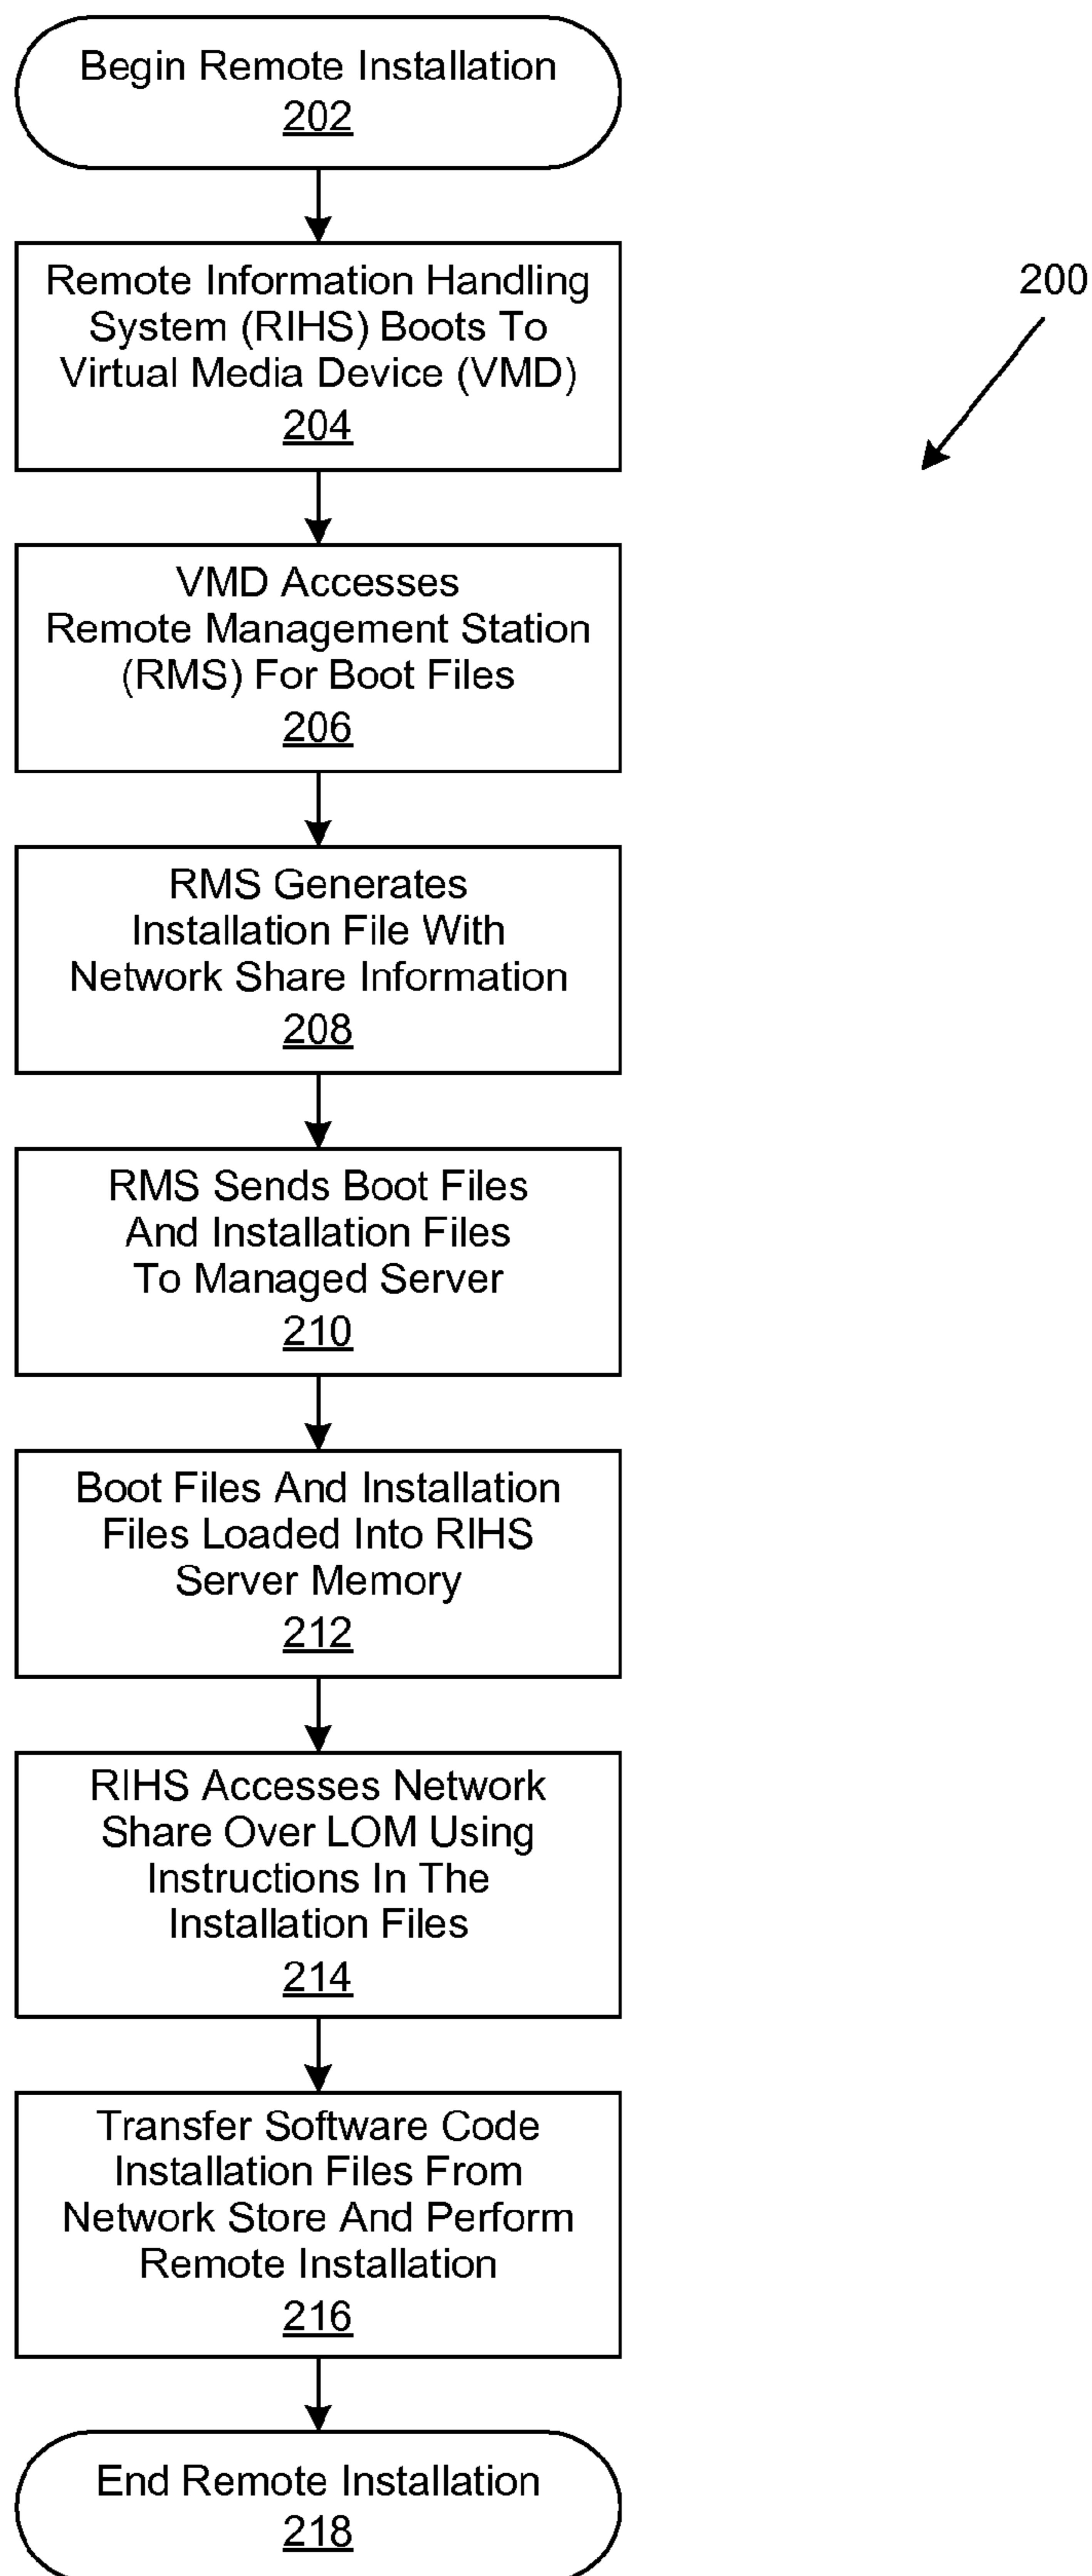 Begin Remote Installation
202
Remote Information Handling
System (RIHS) Boots To
Virtual Media Device (VMD)
204
200
VMD Accesses
Remote Management Station
(RMS) For Boot Files
206
RMS Generates
Installation File With
Network Share Information
208
RMS Sends Boot Files
And Installation Files
To Managed Server
210
Boot Files And Installation
Files Loaded Into RIHS
Server Memory
212
RIHS Accesses Network
Share Over LOM Using
Instructions In The
Installation Files
214
Transfer Software Code
Installation Files From
Network Store And Perform
Remote Installation
216
End Remote Installation
218